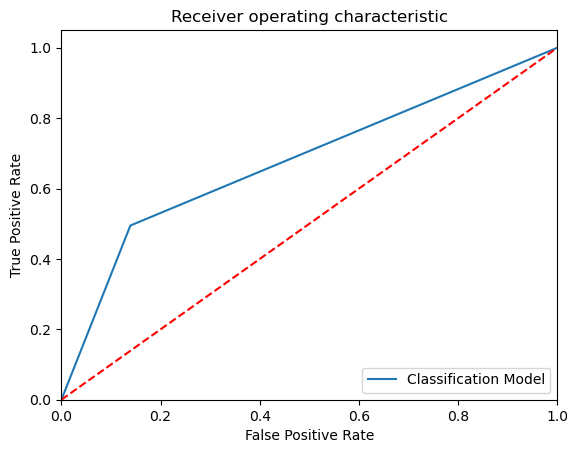 Receiver operating characteristic
True Positive Rate
1.0
0.8
0.6
0.4
0.2
0.0
Classification Model
0.0 0.2 0.4 0.6 0.8 1.0
False Positive Rate